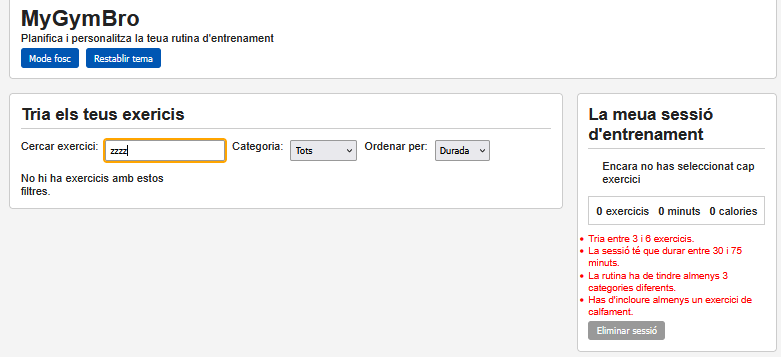 MyGymBro
Planifica i personalitza la teua rutina d'entrenament
Mode fosc Restablir tema
Tria els teus exericis
Cercar exercici: zzzz Categoria: Tots Ordenar per: Durada
No hi ha exercicis amb estos
filtres.
La meua sessió
d'entrenament
Encara no has seleccionat cap
exercici
0 exercicis 0 minuts 0 calories
Tria entre 3 i 6 exercicis.
La sessió té que durar entre 30 i 75
minuts.
La rutina ha de tindre almenys 3
categories diferents.
Has d'incloure almenys un exercici de
calfament.
Eliminar sessió